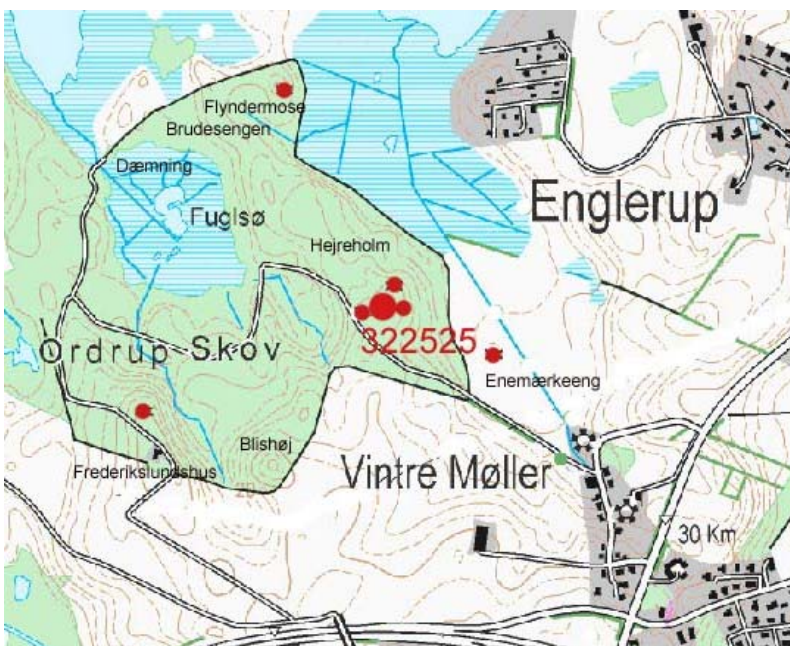 Flyndermose
Brudesengen
Dæmning
Fuglsø
Englerup
Hejreholm
322525
Ordrup Skov
Enemærkeeng
Blishøj
Frederikslundshus
Vintre Møller
30 Km